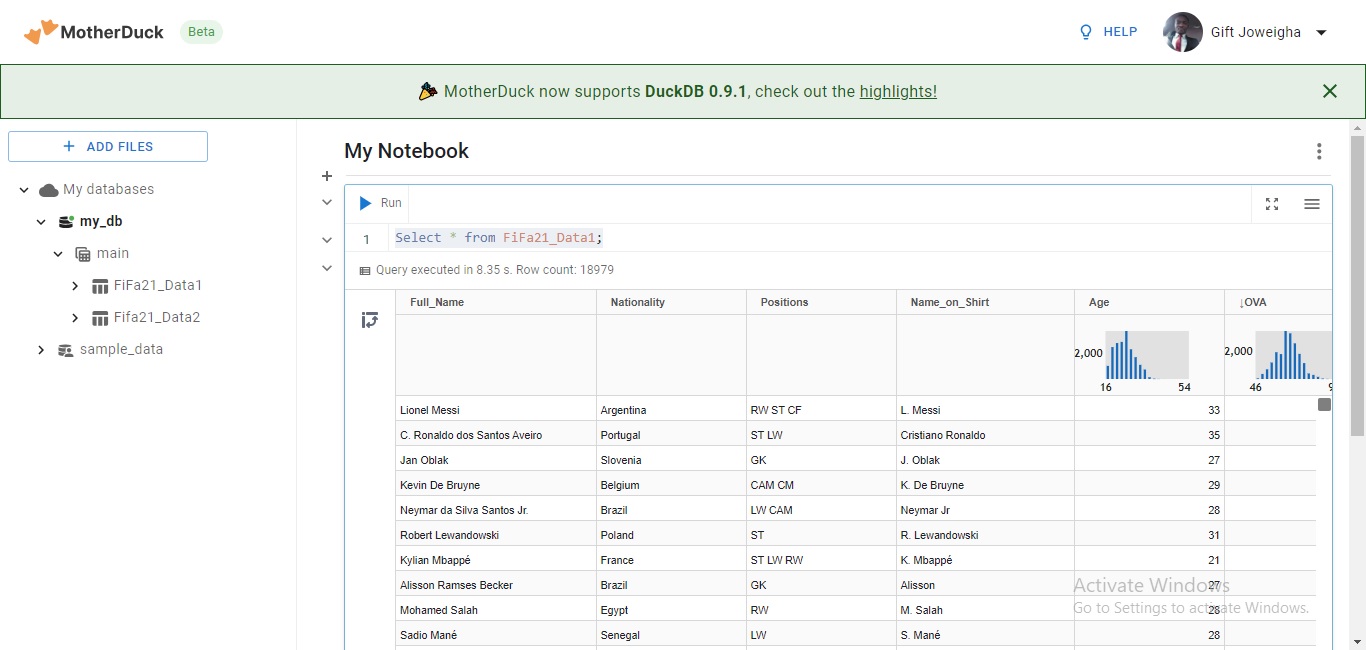 MotherDuck Beta
HELP Gift Joweigha
MotherDuck now supports DuckDB 0.9.1, check out the highlights!
+ ADD FILES
My databases
my_db
main
FiFa21_Data1
Fifa21_Data2
sample_data
My Notebook
Run
1 Select * from FiFa21_Data1;
Query executed in 8.35 s. Row count: 18979
Full_Name Nationality Positions Name_on_Shirt Age ↓OVA
2,000 2,000
16 54 46 9
Lionel Messi Argentina RW ST CF L. Messi 33
C. Ronaldo dos Santos Aveiro Portugal ST LW Cristiano Ronaldo 35
Jan Oblak Slovenia GK J. Oblak 27
Kevin De Bruyne Belgium CAM CM K. De Bruyne 29
Neymar da Silva Santos Jr. Brazil LW CAM Neymar Jr 28
Robert Lewandowski Poland ST R. Lewandowski 31
Kylian Mbappé France ST LW RW K. Mbappé 21
Alisson Ramses Becker Brazil GK Alisson 27
Mohamed Salah Egypt RW M. Salah 28
Sadio Mané Senegal LW S. Mané 28
Activate Windows
Go to Settings to activate Windows.